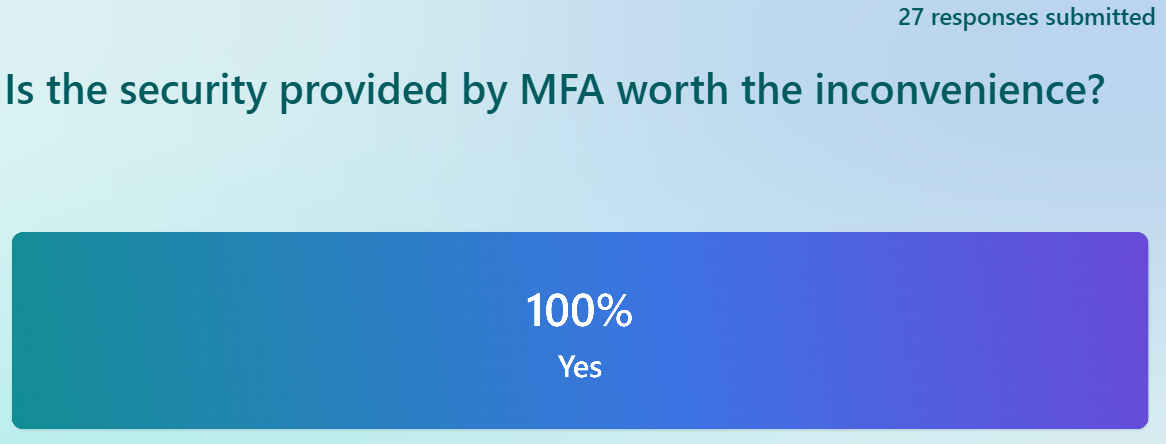 27 responses submitted
Is the security provided by MFA worth the inconvenience?
100%
Yes